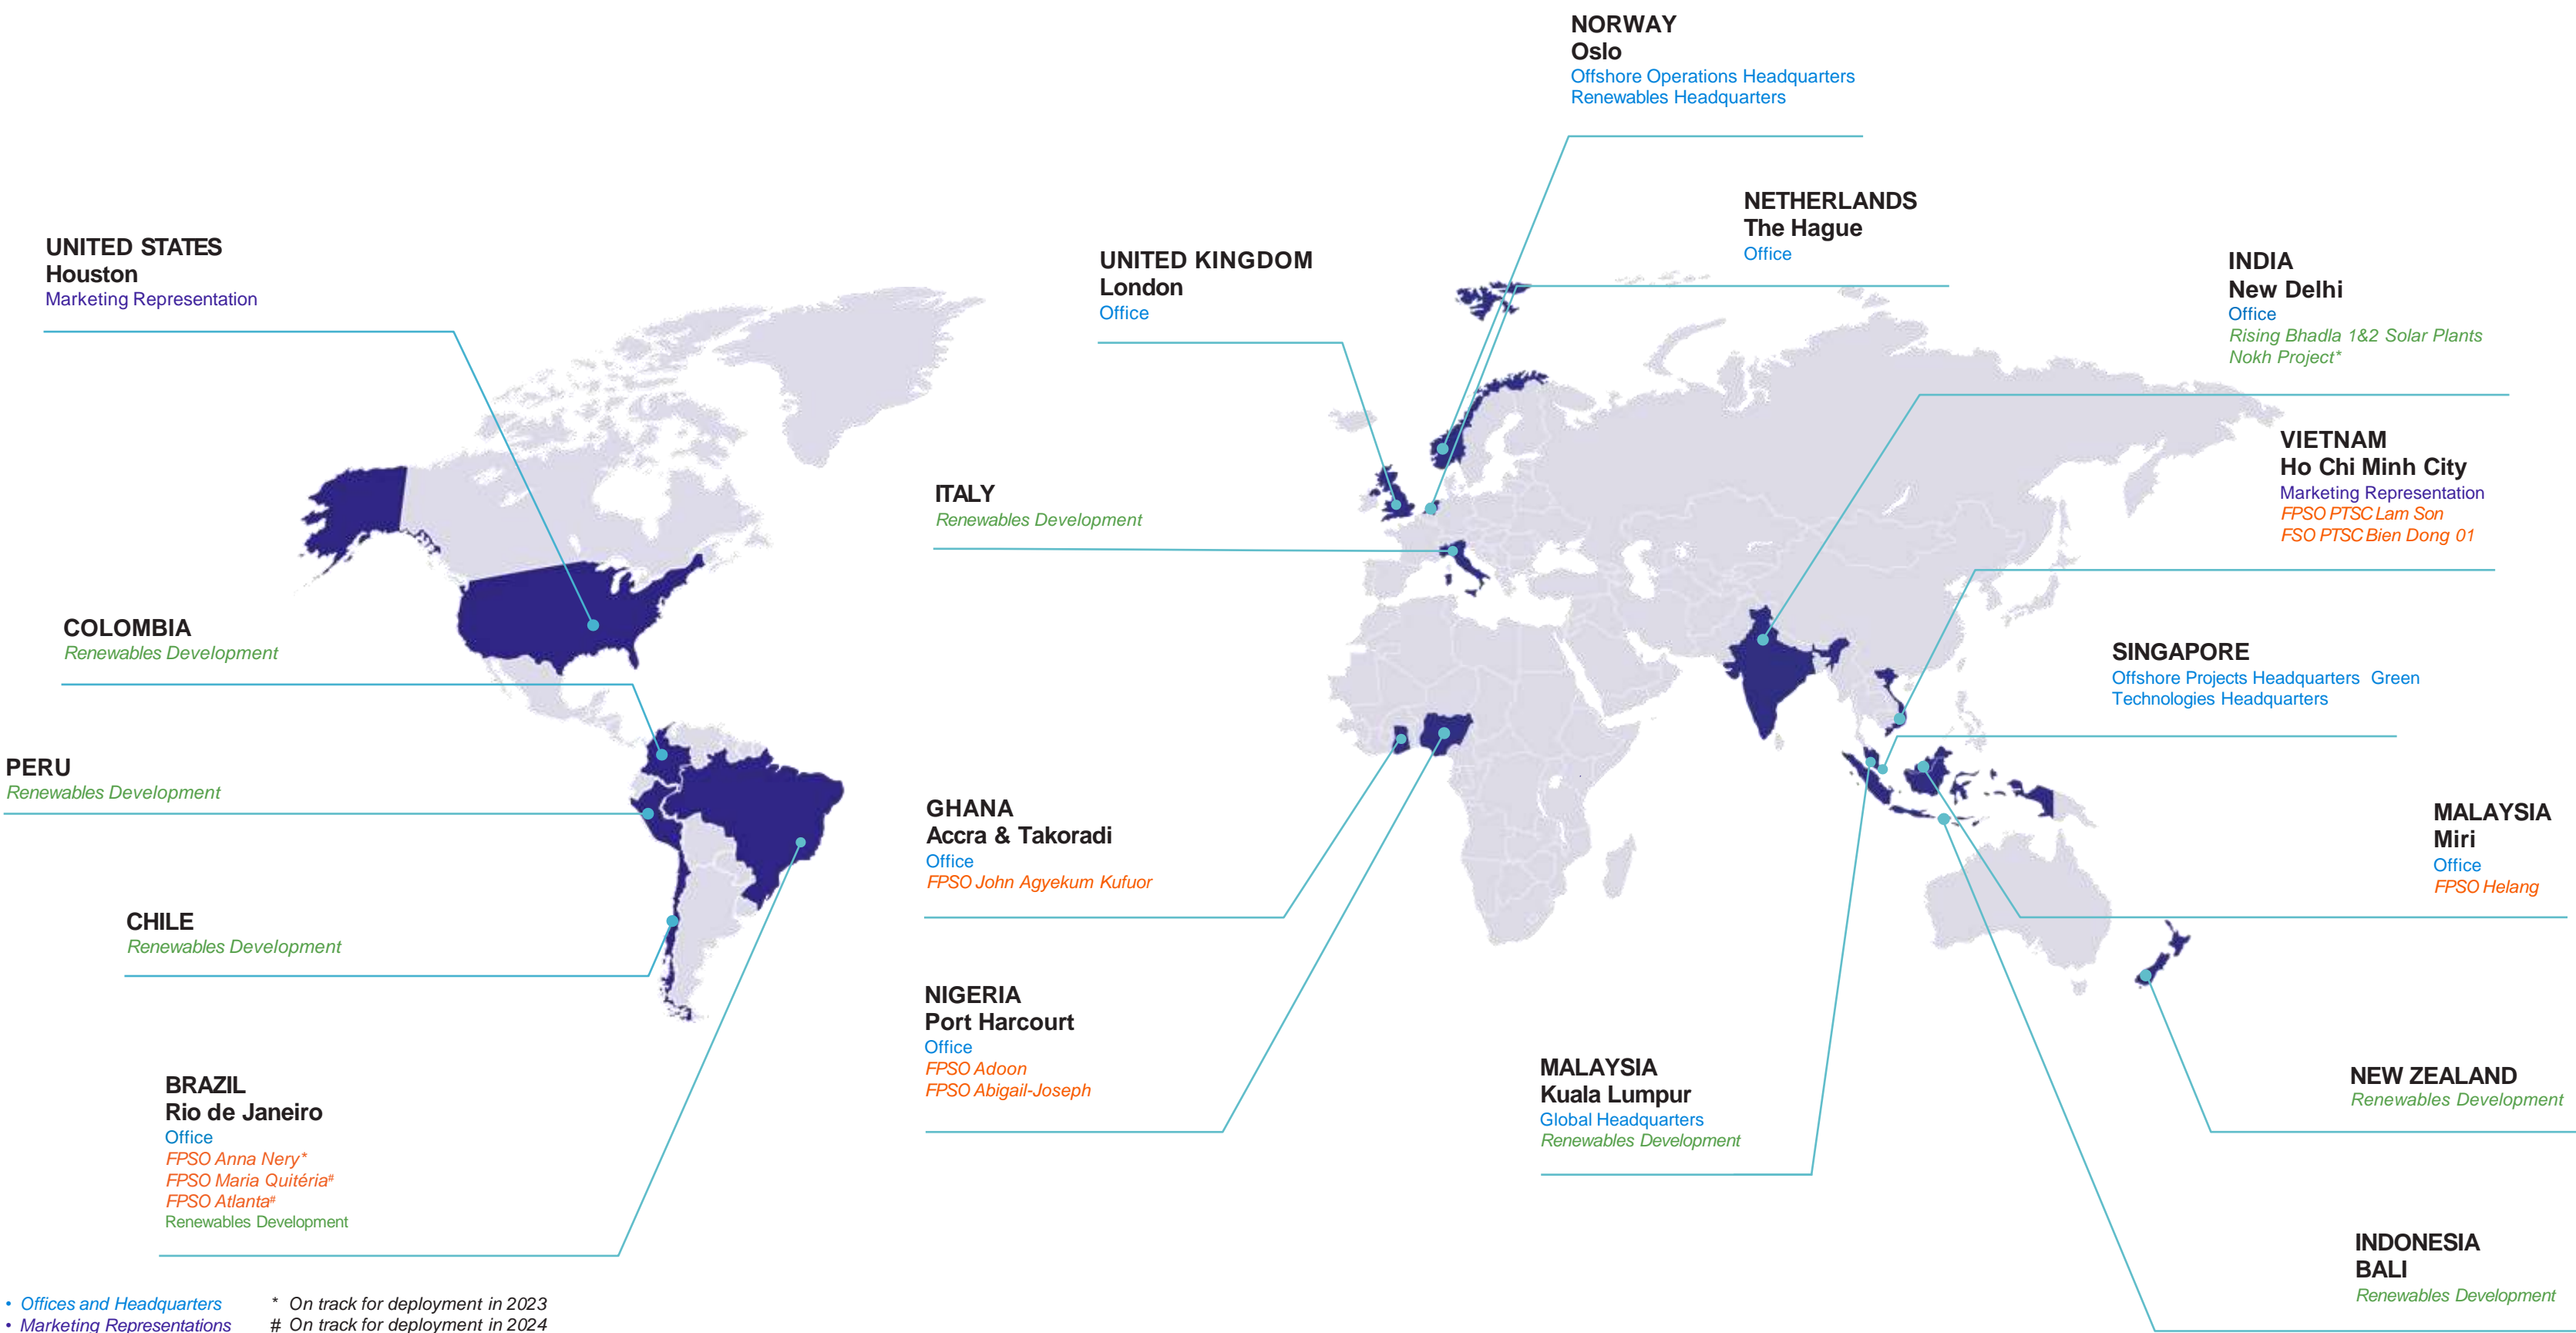 NORWAY
Oslo
Offshore Operations Headquarters
Renewables Headquarters
NETHERLANDS
The Hague
Office
UNITED STATES
Houston
Marketing Representation
UNITED KINGDOM
London
Office
INDIA
New Delhi
Office
Rising Bhadla 1&2 Solar Plants
Nokh Project*
VIETNAM
Ho Chi Minh City
Marketing Representation
FPSO PTSC Lam Son
FSO PTSC Bien Dong 01
ITALY
Renewables Development
COLOMBIA
Renewables Development
SINGAPORE
Offshore Projects Headquarters Green
Technologies Headquarters
PERU
Renewables Development
GHANA
Accra & Takoradi
Office
FPSO John Agyekum Kufuor
MALAYSIA
Miri
Office
FPSO Helang
CHILE
Renewables Development
NIGERIA
Port Harcourt
Office
FPSO Adoon
FPSO Abigail-Joseph
MALAYSIA
Kuala Lumpur
Global Headquarters
Renewables Development
NEW ZEALAND
Renewables Development
BRAZIL
Rio de Janeiro
Office
FPSO Anna Nery*
FPSO Maria Quitéria#
FPSO Atlanta#
Renewables Development
INDONESIA
BALI
Renewables Development
• Offices and Headquarters
• Marketing Representations
* On track for deployment in 2023
# On track for deployment in 2024